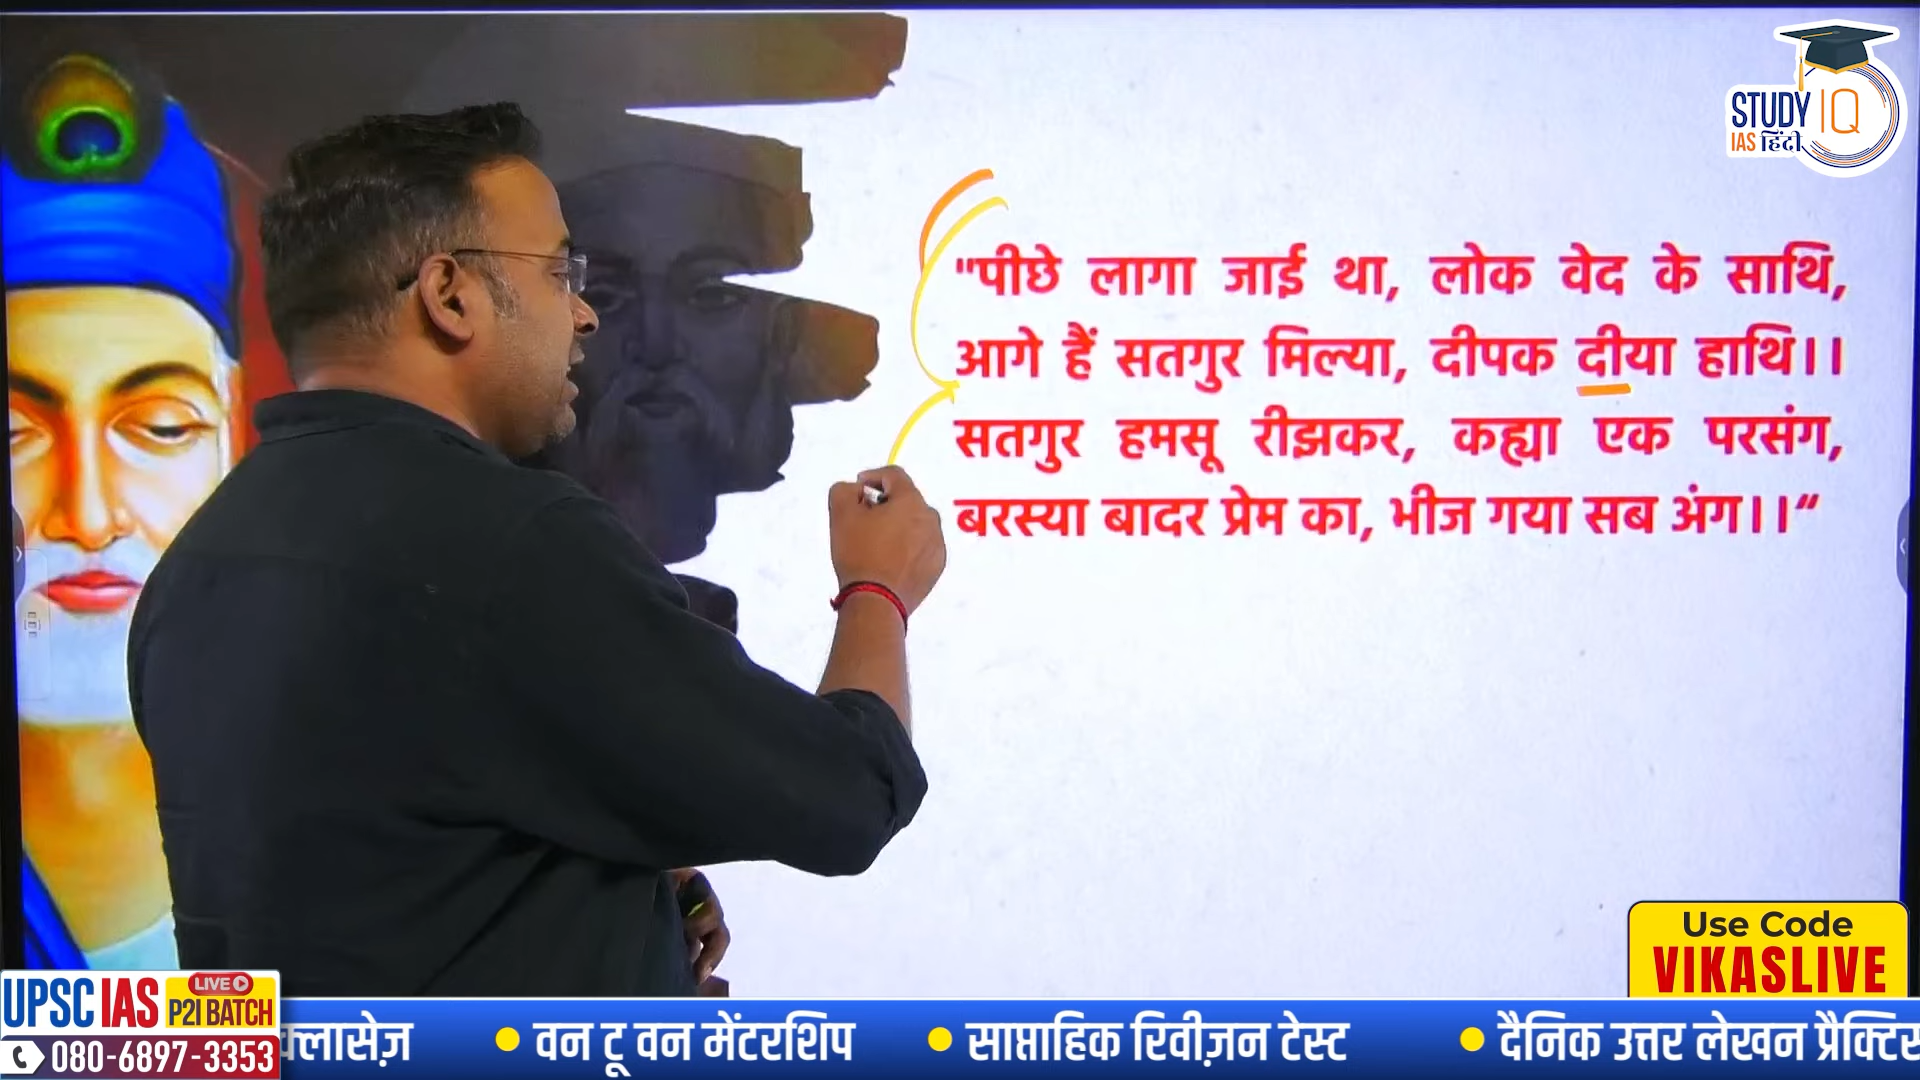 STUDY IQ
IAS हिंदी
"पीछे लागा जाई था, लोक वेद के साथि,
आगे हैं सतगुर मिल्या, दीपक दीया हाथि।।
सतगुर हमसू रीझकर, कह्या एक परसंग,
बरस्या बादर प्रेम का, भीज गया सब अंग।।“
Use Code
VIKASLIVE
UPSC IAS LIVE P2I BATCH
080-6897-3353
क्लासेज़ • वन टू वन मेंटरशिप • साप्ताहिक रिवीज़न टेस्ट • दैनिक उत्तर लेखन